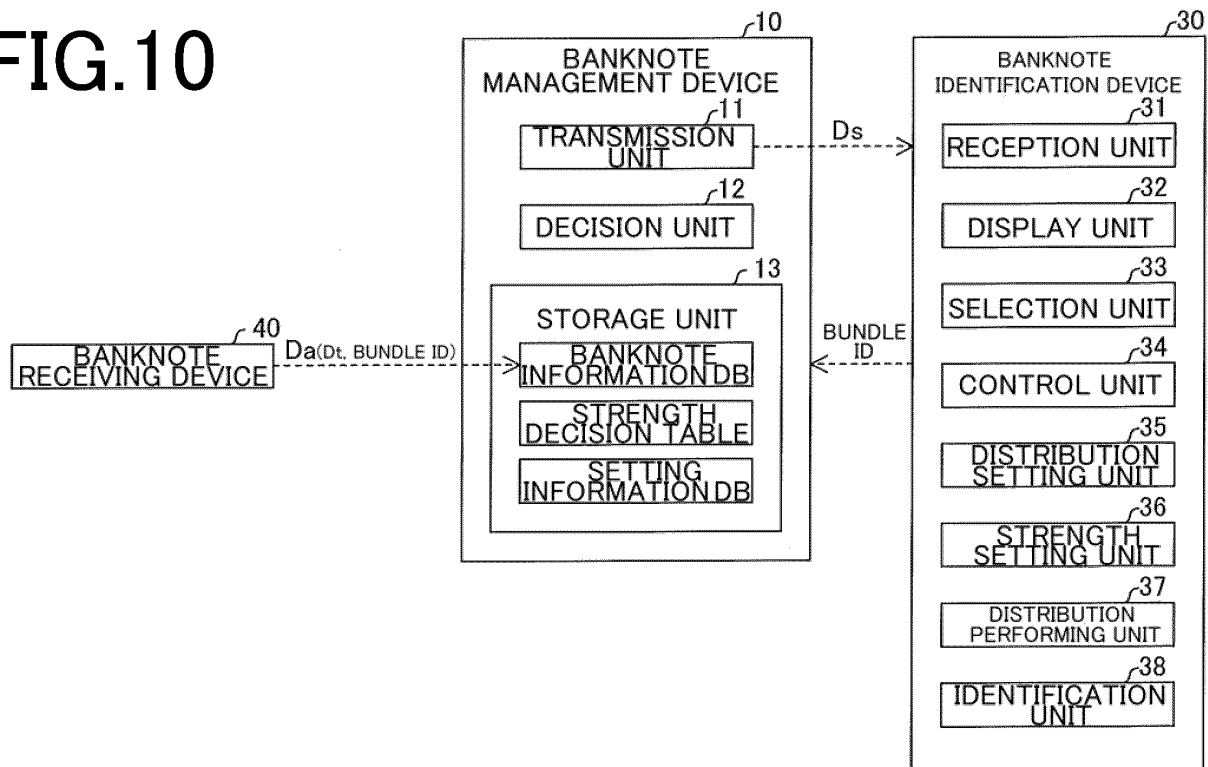 FIG.10
10
BANKNOTE
MANAGEMENT DEVICE
11
TRANSMISSION
UNIT
Ds
12
DECISION UNIT
13
STORAGE UNIT
BANKNOTE
INFORMATION DB
STRENGTH
DECISION TABLE
SETTING
INFORMATION DB
40
BANKNOTE
RECEIVING DEVICE
Da(Dt, BUNDLE ID)
BUNDLE
ID
30
BANKNOTE
IDENTIFICATION DEVICE
31
RECEPTION UNIT
32
DISPLAY UNIT
33
SELECTION UNIT
34
CONTROL UNIT
35
DISTRIBUTION
SETTING UNIT
36
STRENGTH
SETTING UNIT
37
DISTRIBUTION
PERFORMING UNIT
38
IDENTIFICATION
UNIT